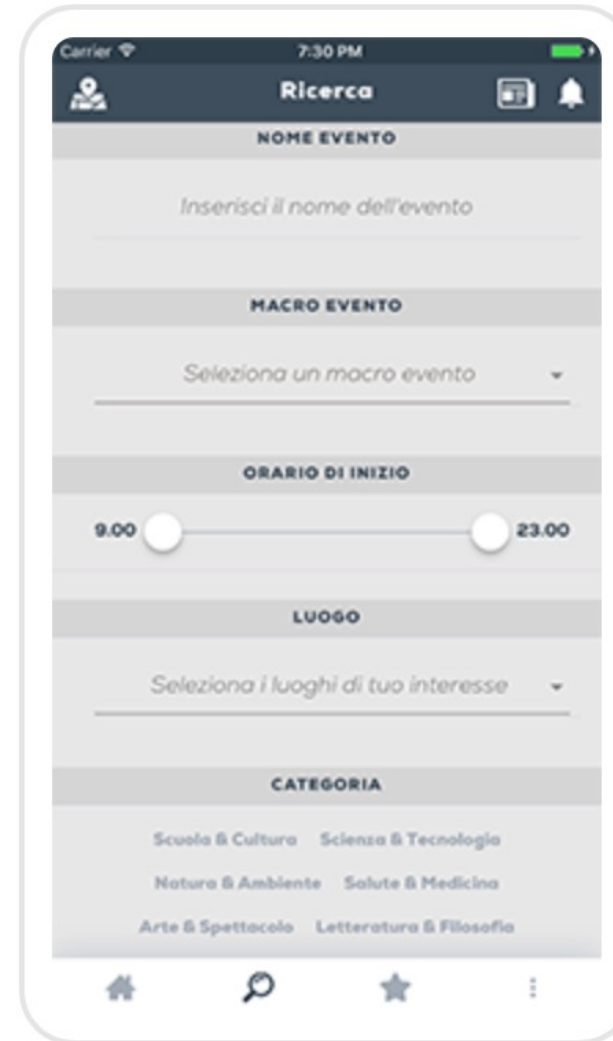 Carrier 7:30 PM
Ricerca
NOME EVENTO
Inserisci il nome dell'evento
MACRO EVENTO
Seleziona un macro evento
ORARIO DI INIZIO
9.00 23.00
LUOGO
Seleziona i luoghi di tuo interesse
CATEGORIA
Scuola & Cultura Scienza & Tecnologia
Natura & Ambiente Salute & Medicina
Arte & Spettacolo Letteratura & Filosofia